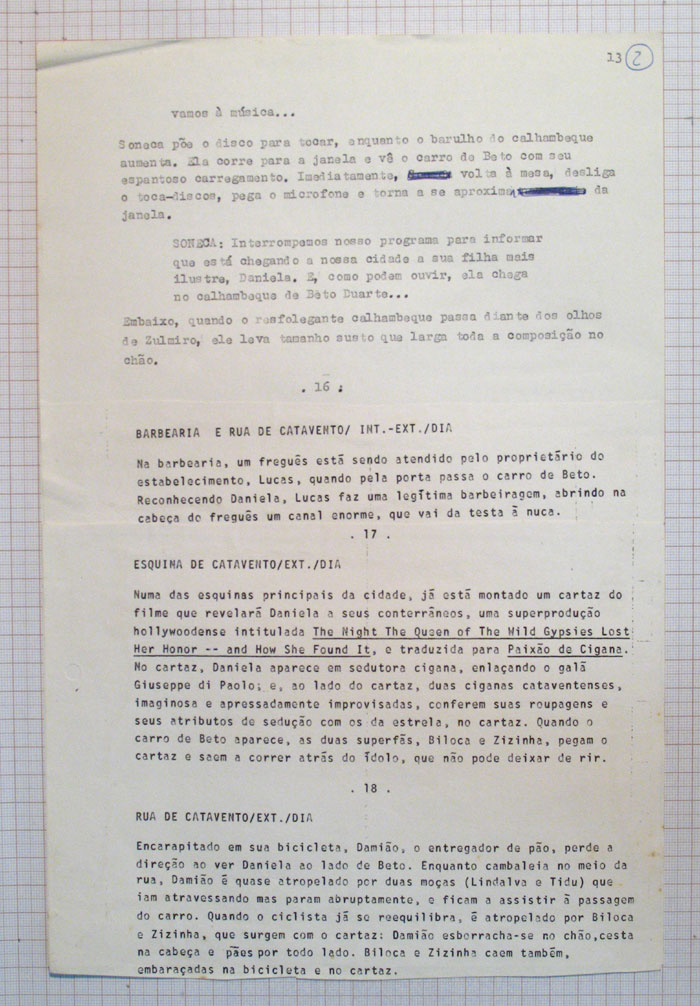 13 2
vamos à música...
Soneca põe o disco para tocar, enquanto o barulho do calhambeque
aumenta. Ela corre para a janela e vê o carro de Beto com seu
espantoso carregamento. Imediatamente, volta à mesa, desliga
o toca-discos, pega o microfone e torna a se aproxima da
janela.
SONECA: Interrompemos nosso programa para informar
que está chegando a nossa cidade a sua filha mais
ilustre, Daniela. E, como podem ouvir, ela chega
no calhambeque de Beto Duarte...
Embaixo, quando o resfolegante calhambeque passa diante dos olhos
de Zulmiro, ele leva tamanho susto que larga toda a composição no
chão.
. 16 :
BARBEARIA E RUA DE CATAVENTO/ INT.-EXT./DIA
Na barbearia, um freguês está sendo atendido pelo proprietário do
estabelecimento, Lucas, quando pela porta passa o carro de Beto.
Reconhecendo Daniela, Lucas faz uma legítima barbeiragem, abrindo na
cabeça do freguês um canal enorme, que vai da testa à nuca.
. 17 .
ESQUINA DE CATAVENTO/EXT./DIA
Numa das esquinas principais da cidade, já está montado um cartaz do
filme que revelará Daniela a seus conterrâneos, uma superprodução
hollywoodense intitulada The Night The Queen of The Wild Gypsies Lost
Her Honor -- and How She Found It, e traduzida para Paixão de Cigana.
No cartaz, Daniela aparece em sedutora cigana, enlaçando o galã
Giuseppe di Paolo; e, ao lado do cartaz, duas ciganas cataventenses,
imaginosa e apressadamente improvisadas, conferem suas roupagens e
seus atributos de sedução com os da estrela, no cartaz. Quando o
carro de Beto aparece, as duas superfãs, Biloca e Zizinha, pegam o
cartaz e saem a correr atrás do ídolo, que não pode deixar de rir.
. 18 .
RUA DE CATAVENTO/EXT./DIA
Encarapitado em sua bicicleta, Damião, o entregador de pão, perde a
direção ao ver Daniela ao lado de Beto. Enquanto cambaleia no meio da
rua, Damião é quase atropelado por duas moças (Lindalva e Tidu) que
iam atravessando mas param abruptamente, e ficam a assistir à passagem
do carro. Quando o ciclista já se reequilibra, é atropelado por Biloca
e Zizinha, que surgem com o cartaz: Damião esborracha-se no chão,cesta
na cabeça e pães por todo lado. Biloca e Zizinha caem também,
embaraçadas na bicicleta e no cartaz.